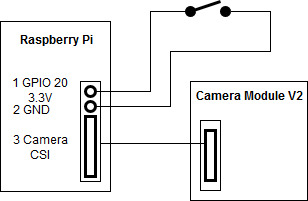 Raspberry Pi
1 GPIO 20
3.3V
2 GND
3 Camera
CSI
Camera Module V2